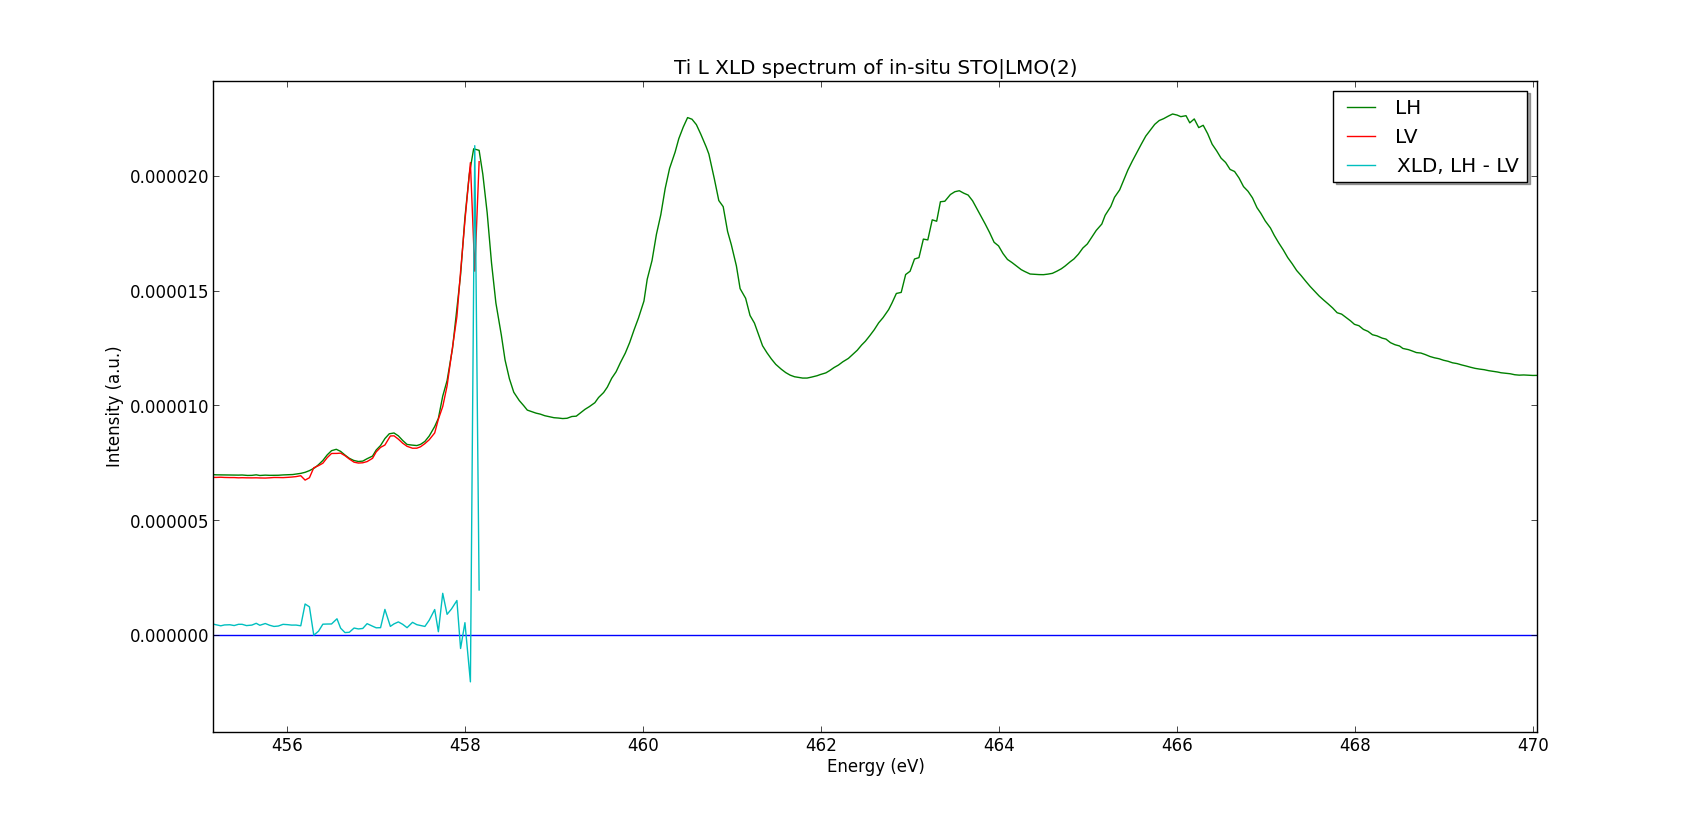 Ti L XLD spectrum of in-situ STO|LMO(2)
LH
LV
XLD, LH - LV
Intensity (a.u.)
0.000020
0.000015
0.000010
0.000005
0.000000
456 458 460 462 464 466 468 470
Energy (eV)